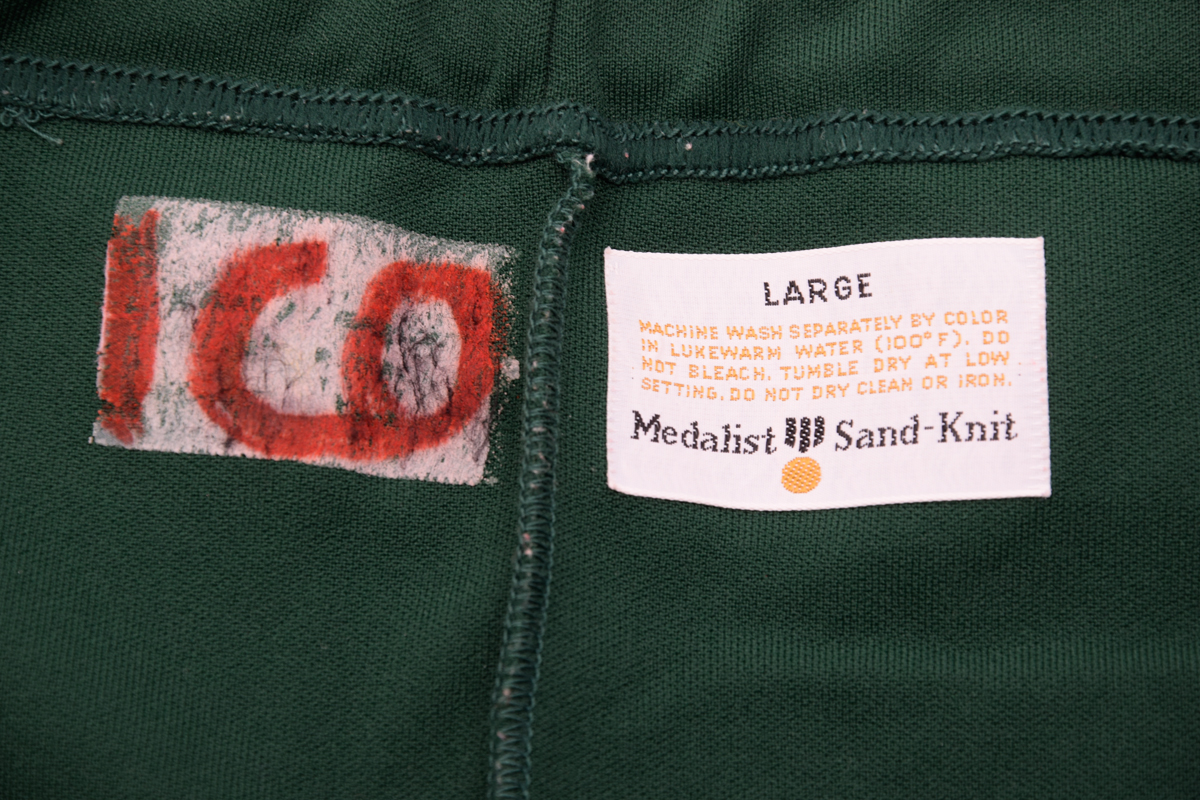 16
LARGE
MACHINE WASH SEPARATELY BY COLOR
IN LUKEWARM WATER (100° F). DO
NOT BLEACH. TUMBLE DRY AT LOW
SETTING. DO NOT DRY CLEAN OR IRON.
Medalist Sand-Knit